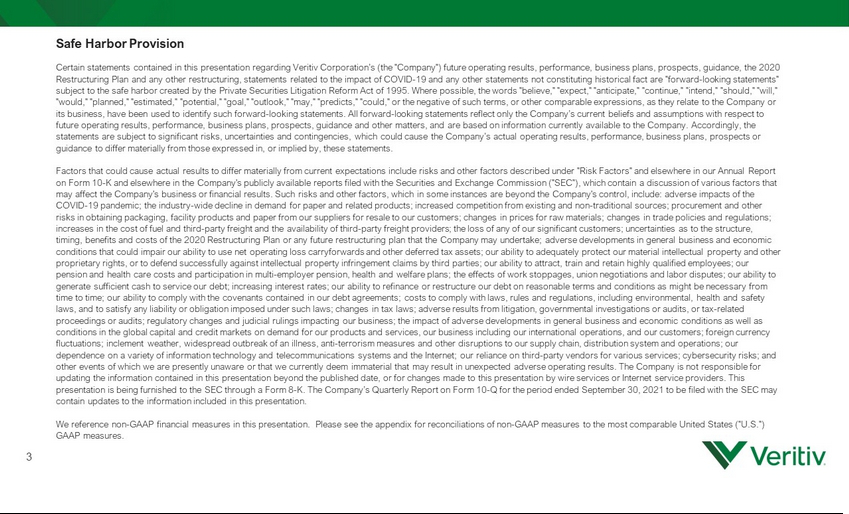 Safe Harbor Provision
Certain statements contained in this presentation regarding Veritiv Corporation's (the "Company") future operating results, performance, business plans, prospects, guidance, the 2020
Restructuring Plan and any other restructuring, statements related to the impact of COVID-19 and any other statements not constituting historical fact are "forward-looking statements"
subject to the safe harbor created by the Private Securities Litigation Reform Act of 1995. Where possible, the words "believe," "expect," "anticipate," "continue," "intend," "should," "will,"
"would," "planned," "estimated," "potential," "goal," "outlook," "may," "predicts," "could," or the negative of such terms, or other comparable expressions, as they relate to the Company or
its business, have been used to identify such forward-looking statements. All forward-looking statements reflect only the Company's current beliefs and assumptions with respect to
future operating results, performance, business plans, prospects, guidance and other matters, and are based on information currently available to the Company. Accordingly, the
statements are subject to significant risks, uncertainties and contingencies, which could cause the Company's actual operating results, performance, business plans, prospects or
guidance to differ materially from those expressed in, or implied by, these statements.
Factors that could cause actual results to differ materially from current expectations include risks and other factors described under "Risk Factors" and elsewhere in our Annual Report
on Form 10-K and elsewhere in the Company's publicly available reports filed with the Securities and Exchange Commission ("SEC"), which contain a discussion of various factors that
may affect the Company's business or financial results. Such risks and other factors, which in some instances are beyond the Company's control, include: adverse impacts of the
COVID-19 pandemic; the industry-wide decline in demand for paper and related products; increased competition from existing and non-traditional sources; procurement and other
risks in obtaining packaging, facility products and paper from our suppliers for resale to our customers; changes in prices for raw materials; changes in trade policies and regulations;
increases in the cost of fuel and third-party freight and the availability of third-party freight providers; the loss of any of our significant customers; uncertainties as to the structure,
timing, benefits and costs of the 2020 Restructuring Plan or any future restructuring plan that the Company may undertake; adverse developments in general business and economic
conditions that could impair our ability to use net operating loss carryforwards and other deferred tax assets; our ability to adequately protect our material intellectual property and other
proprietary rights, or to defend successfully against intellectual property infringement claims by third parties; our ability to attract, train and retain highly qualified employees; our
pension and health care costs and participation in multi-employer pension, health and welfare plans; the effects of work stoppages, union negotiations and labor disputes; our ability to
generate sufficient cash to service our debt; increasing interest rates; our ability to refinance or restructure our debt on reasonable terms and conditions as might be necessary from
time to time; our ability to comply with the covenants contained in our debt agreements; costs to comply with laws, rules and regulations, including environmental, health and safety
laws, and to satisfy any liability or obligation imposed under such laws; changes in tax laws; adverse results from litigation, governmental investigations or audits, or tax-related
proceedings or audits; regulatory changes and judicial rulings impacting our business; the impact of adverse developments in general business and economic conditions as well as
conditions in the global capital and credit markets on demand for our products and services, our business including our international operations, and our customers; foreign currency
fluctuations; inclement weather, widespread outbreak of an illness, anti-terrorism measures and other disruptions to our supply chain, distribution system and operations; our
dependence on a variety of information technology and telecommunications systems and the Internet; our reliance on third-party vendors for various services; cybersecurity risks; and
other events of which we are presently unaware or that we currently deem immaterial that may result in unexpected adverse operating results. The Company is not responsible for
updating the information contained in this presentation beyond the published date, or for changes made to this presentation by wire services or Internet service providers. This
presentation is being furnished to the SEC through a Form 8-K. The Company's Quarterly Report on Form 10-Q for the period ended September 30, 2021 to be filed with the SEC may
contain updates to the information included in this presentation.
We reference non-GAAP financial measures in this presentation. Please see the appendix for reconciliations of non-GAAP measures to the most comparable United States ("U.S.")
GAAP measures.
3
Veritiv